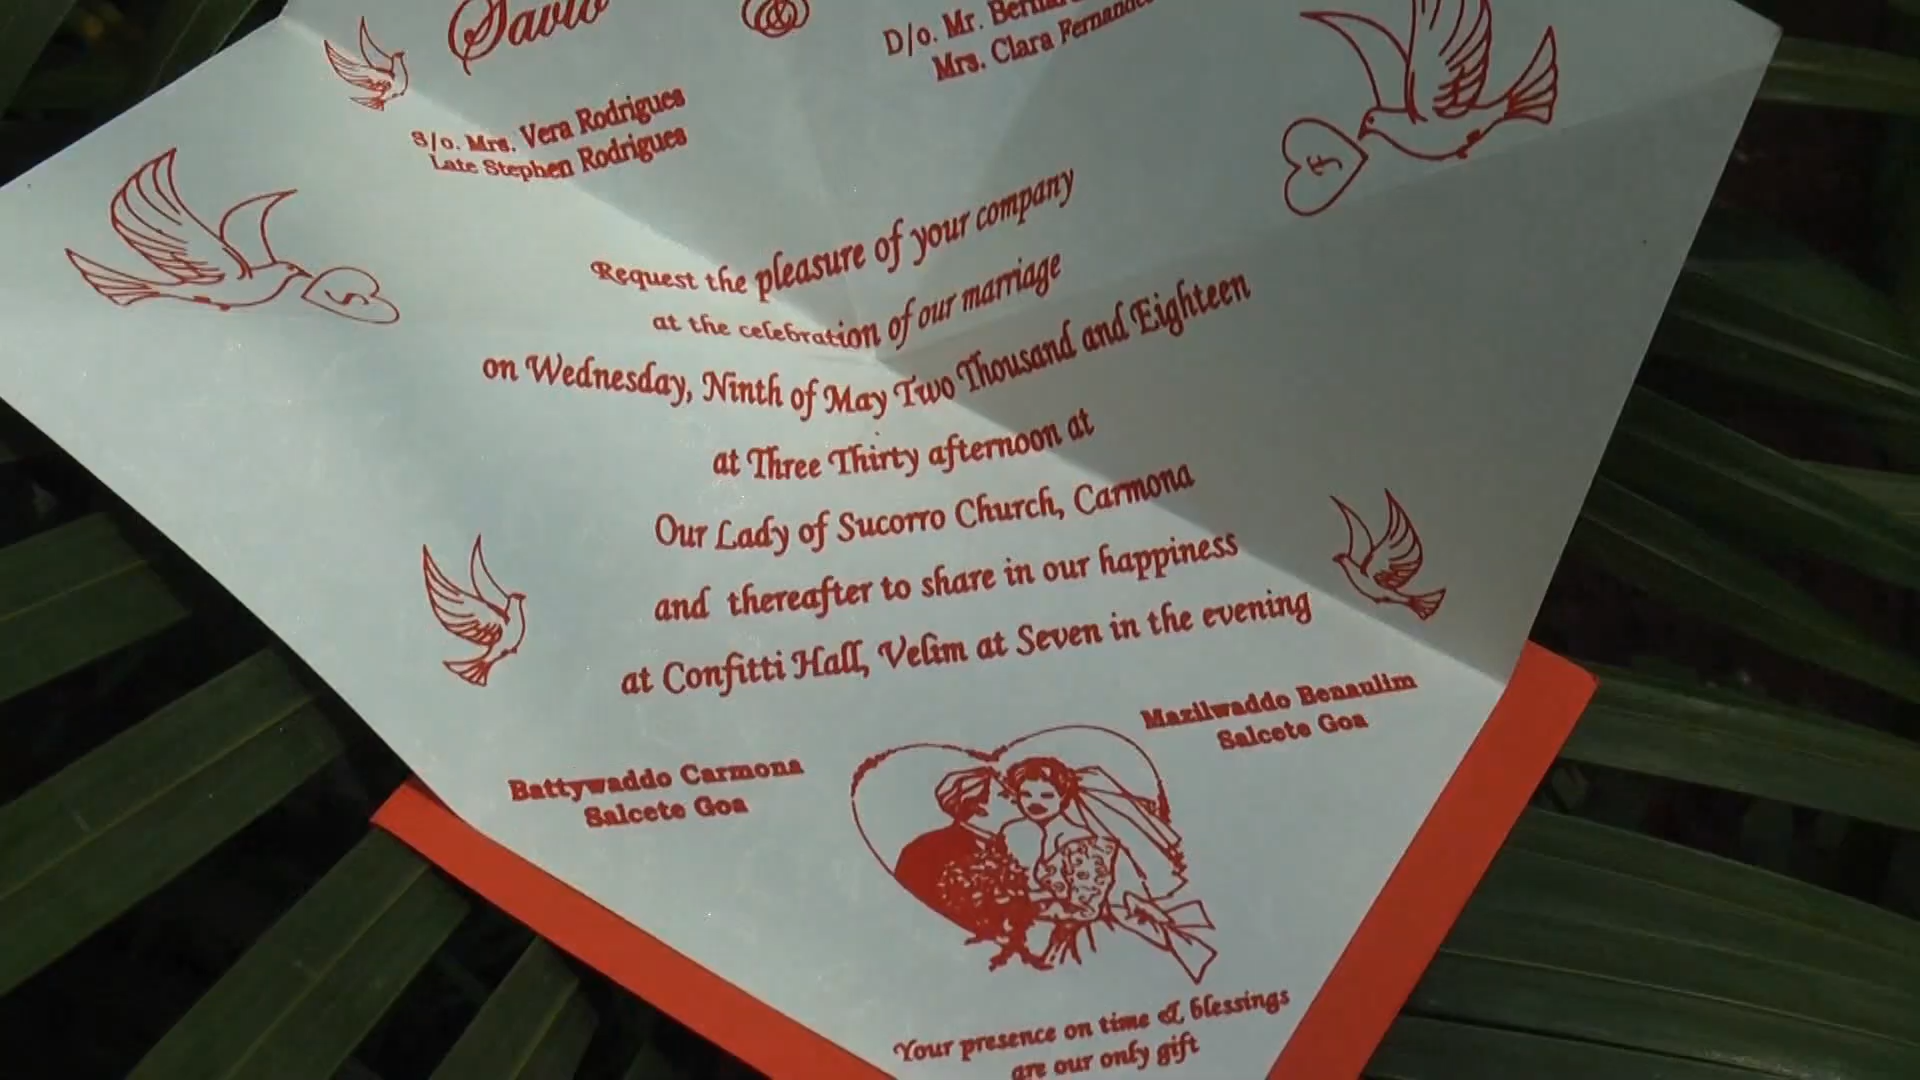 Savio
D/o. Mr.
Mrs. Clara
S/o. Mrs. Vera Rodrigues
Late Stephen Rodrigues
S
F
Request the pleasure of your company
at the celebration of our marriage
on Wednesday, Ninth of May Two Thousand and Eighteen
at Three Thirty afternoon at
Our Lady of Sucorro Church, Carmona
and thereafter to share in our happiness
at Confitti Hall, Velim at Seven in the evening
Battywaddo Carmona
Salcete Goa
Mazilwaddo Benaulim
Salcete Goa
Your presence on time & blessings
are our only gift